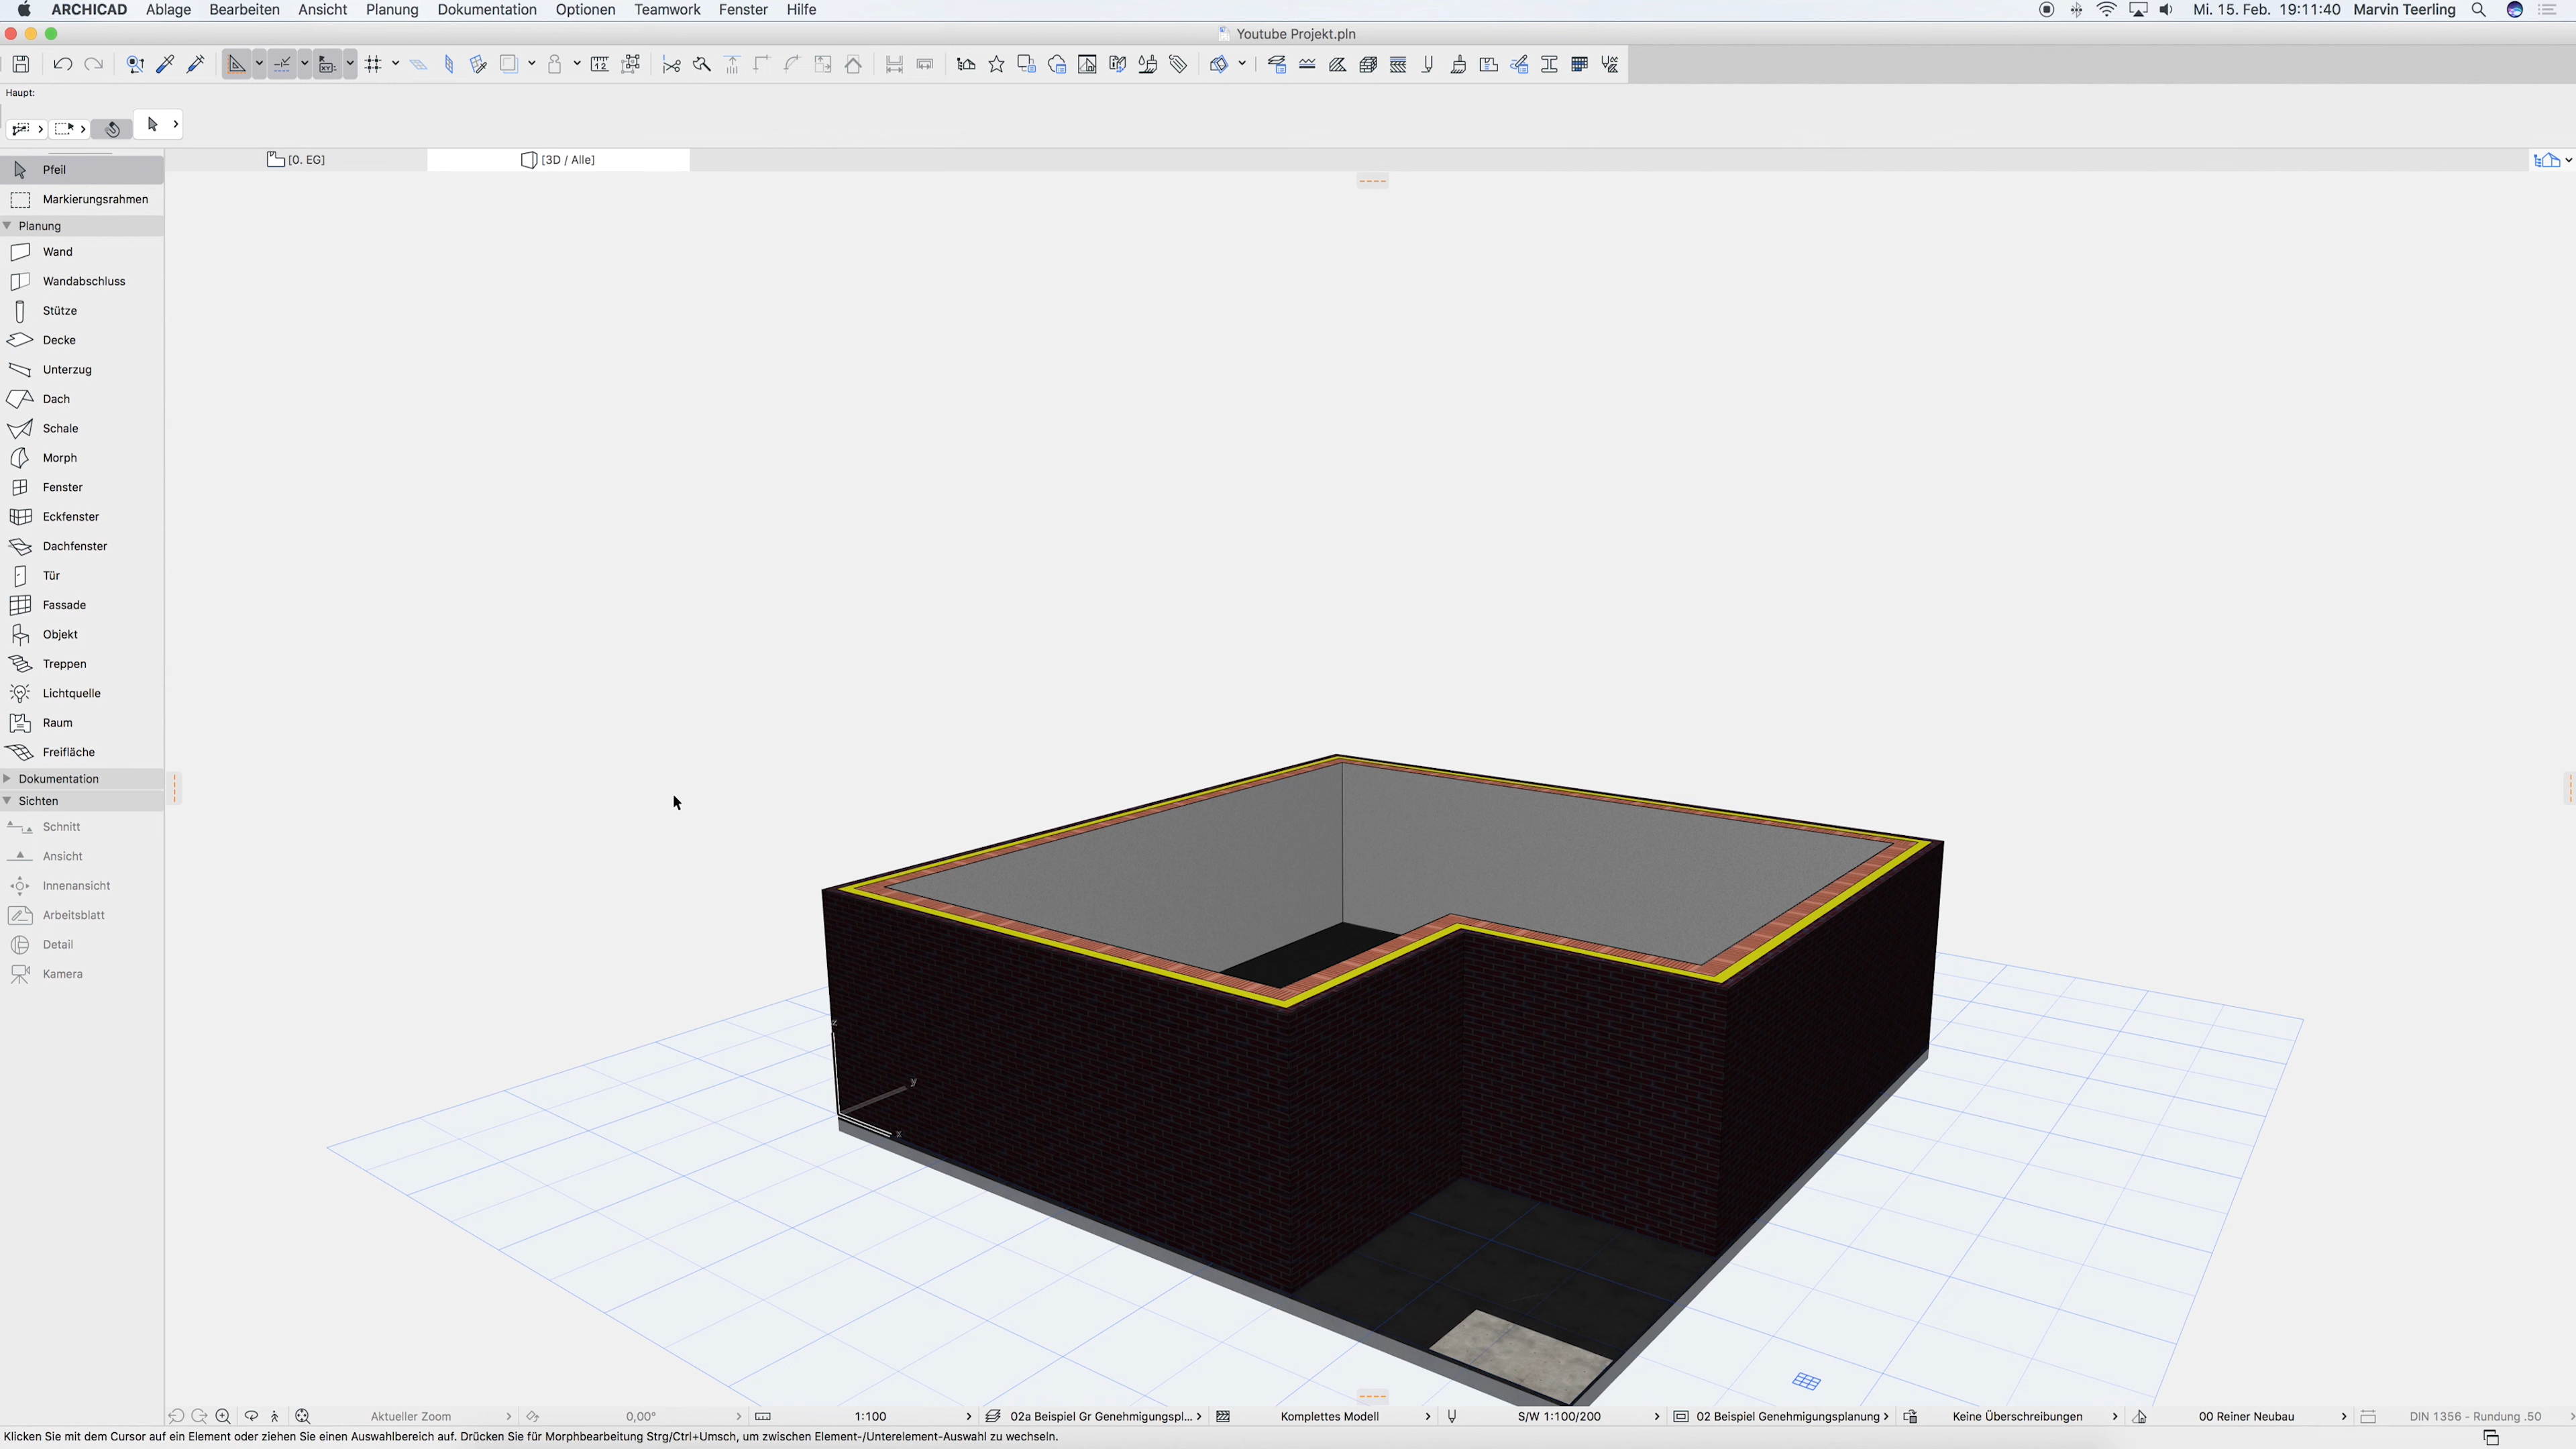 ARCHICAD Ablage Bearbeiten Ansicht Planung Dokumentation Optionen Teamwork Fenster Hilfe Mi. 15. Feb. 19:11:40 Marvin Teerling
Youtube Projekt.pln
Haupt:
[0. EG] [3D / Alle]
Pfeil
Markierungsrahmen
Planung
Wand
Wandabschluss
Stütze
Decke
Unterzug
Dach
Schale
Morph
Fenster
Eckfenster
Dachfenster
Tür
Fassade
Objekt
Treppen
Lichtquelle
Raum
Freifläche
Dokumentation
Sichten
Schnitt
Ansicht
Innenansicht
Arbeitsblatt
Detail
Kamera
z
y
x
Aktueller Zoom 0,00° 1:100 02a Beispiel Gr Genehmigungspl... Komplettes Modell S/W 1:100/200 02 Beispiel Genehmigungsplanung Keine Überschreibungen 00 Reiner Neubau DIN 1356 - Rundung .50
Klicken Sie mit dem Cursor auf ein Element oder ziehen Sie einen Auswahlbereich auf. Drücken Sie für Morphbearbeitung Strg/Ctrl+Umsch, um zwischen Element-/Unterelement-Auswahl zu wechseln.